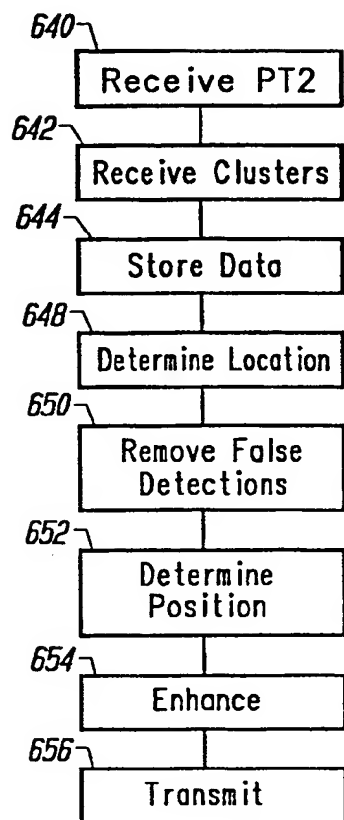 640
Receive PT2
642
Receive Clusters
644
Store Data
648
Determine Location
650
Remove False
Detections
652
Determine
Position
654
Enhance
656
Transmit